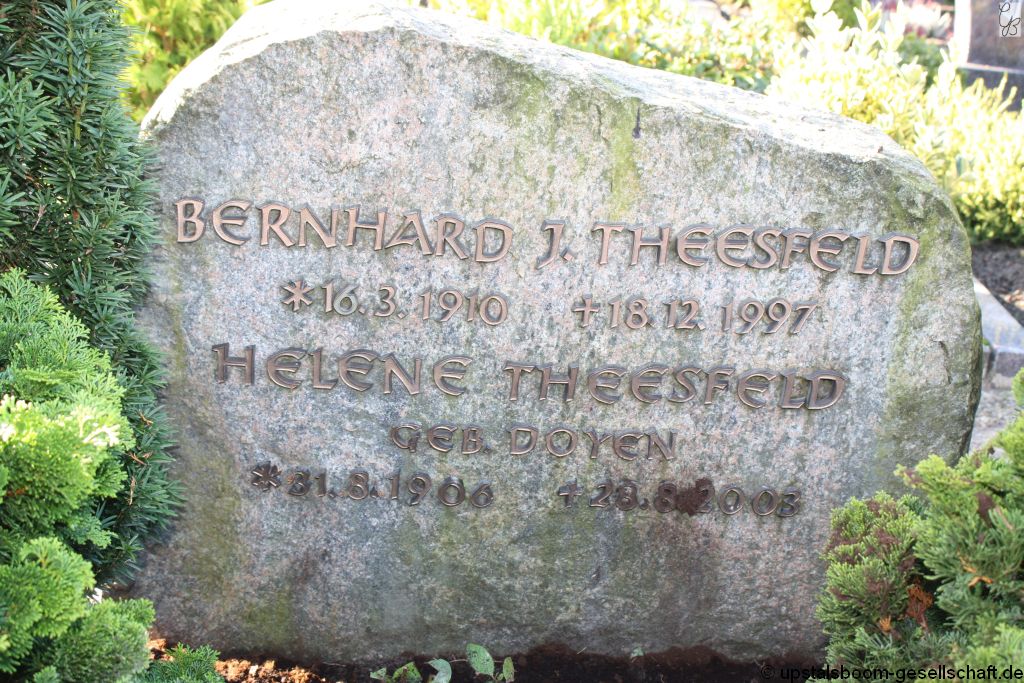 BERNHARD J. THEESFELD
*16.3.1910 +18.12.1997
HELENE THEESFELD
GEB. DOYEN
*31.8.1906 +23.8.2003
© upstalsboom-gesellschaft.de